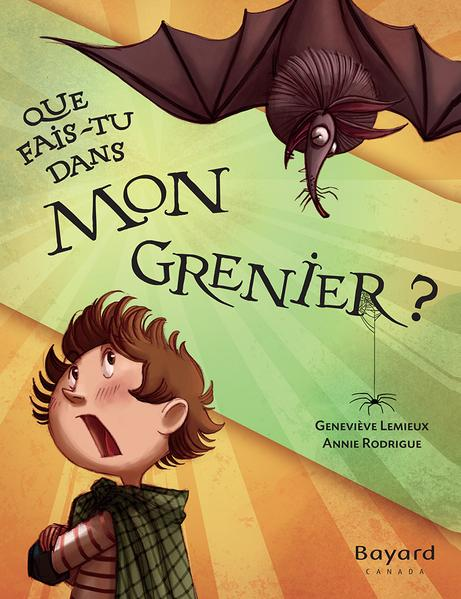 QUE
FAIS-TU
DANS
MON
GRENIER ?
GENEVIÈVE LEMIEUX
ANNIE RODRIGUE
Bayard
CANADA